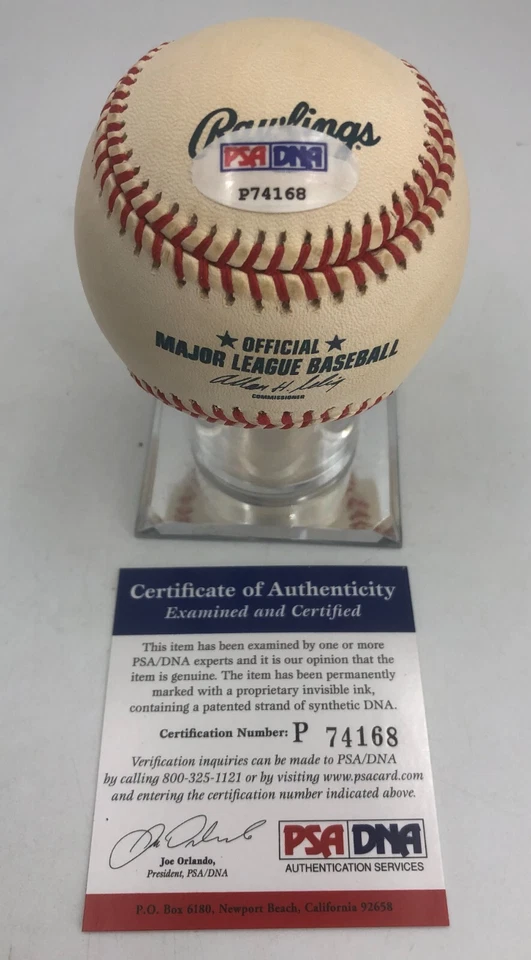 Rawlings
PSA DNA
P74168
★ OFFICIAL ★
MAJOR LEAGUE BASEBALL
Allan H. Selig
COMMISSIONER
Certificate of Authenticity
Examined and Certified
This item has been examined by one or more
PSA/DNA experts and it is our opinion that the
item is genuine. The item has been permanently
marked with a proprietary invisible ink,
containing a patented strand of synthetic DNA.
Certification Number: P 74168
Verification inquiries can be made to PSA/DNA
by calling 800-325-1121 or by visiting www.psacard.com
and entering the certification number indicated above.
Joe Orlando,
President, PSA/DNA
PSA DNA
AUTHENTICATION SERVICES
P.O. Box 6180, Newport Beach, California 92658